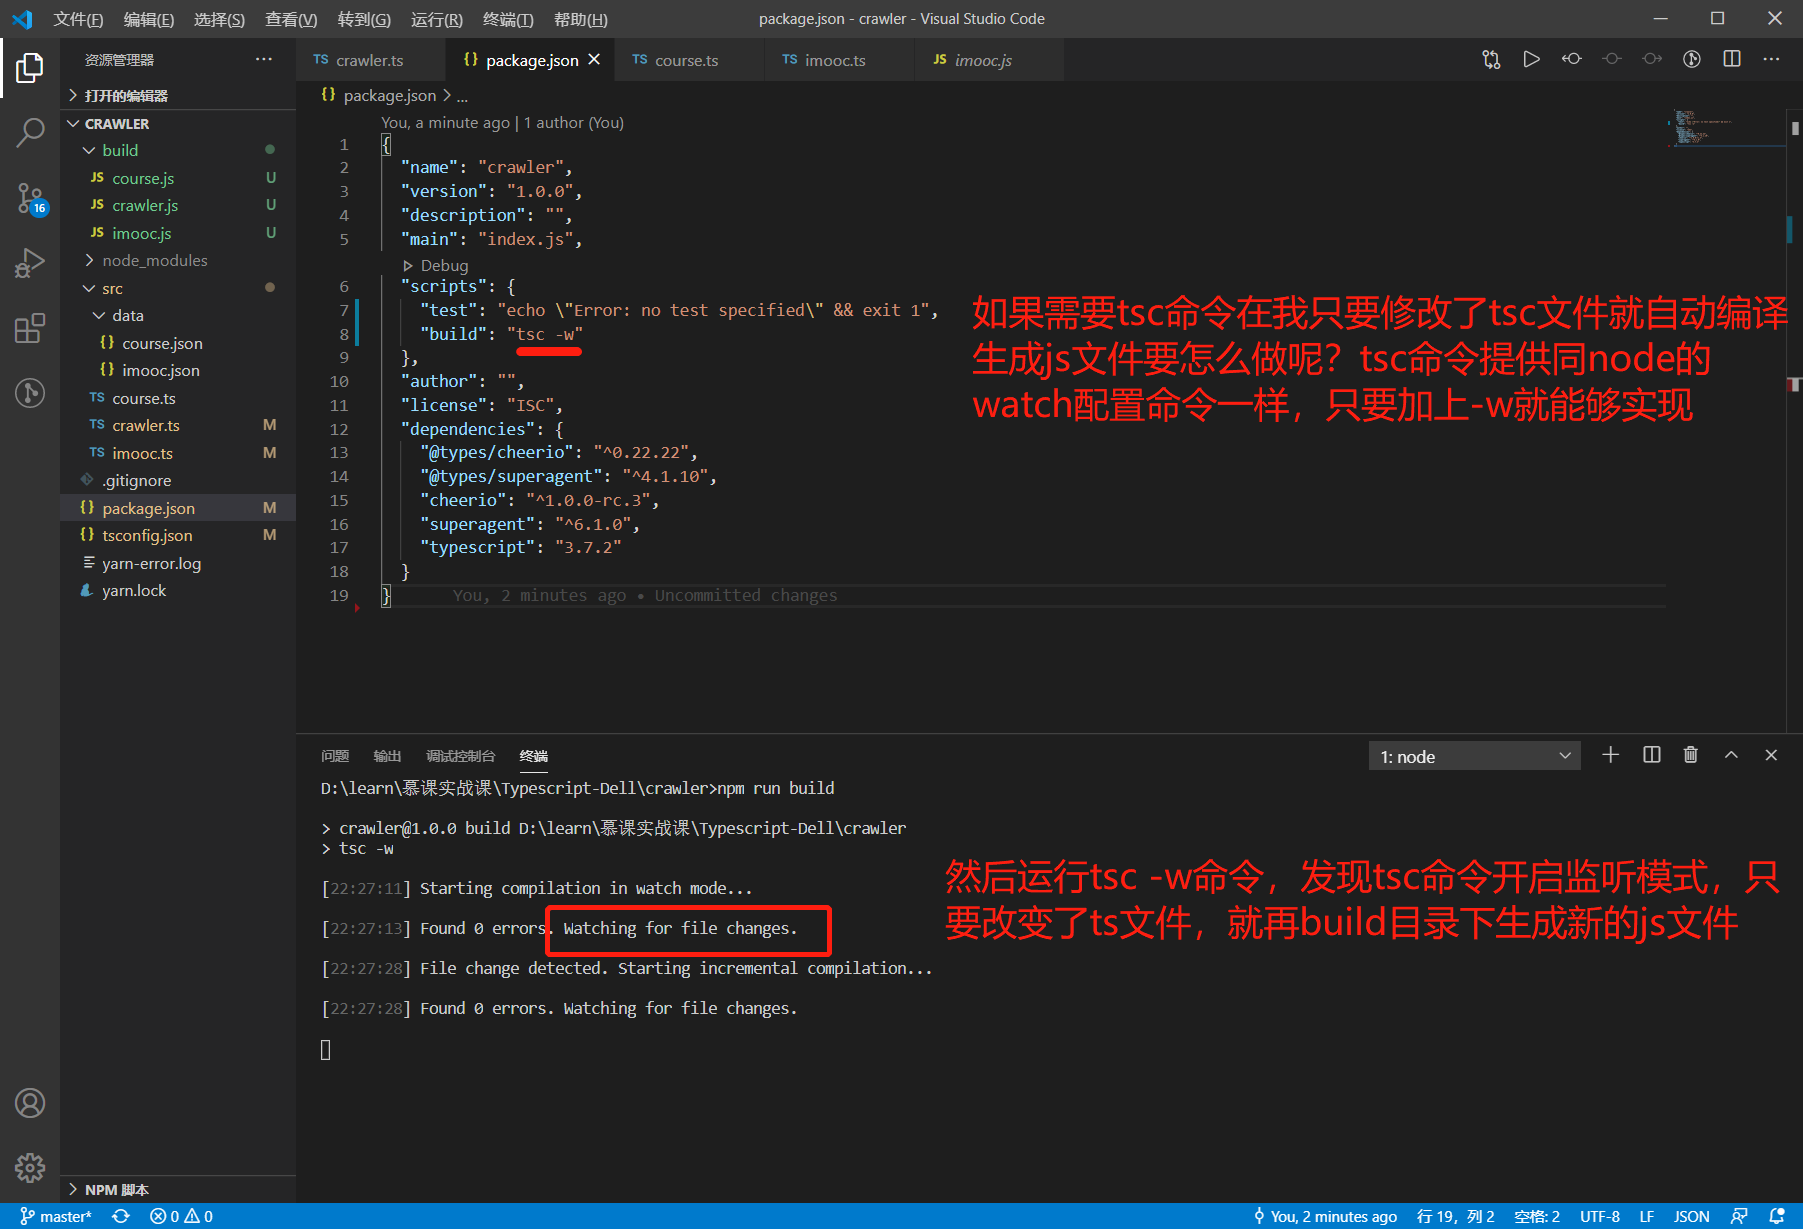 文件(F) 编辑(E) 选择(S) 查看(V) 转到(G) 运行(R) 终端(T) 帮助(H) package.json - crawler - Visual Studio Code
资源管理器 ···
TS crawler.ts {} package.json TS course.ts TS imooc.ts JS imooc.js
打开的编辑器
CRAWLER
build
JS course.js U
JS crawler.js U
JS imooc.js U
node_modules
src
data
{} course.json
{} imooc.json
TS course.ts
TS crawler.ts M
TS imooc.ts M
.gitignore
{} package.json M
{} tsconfig.json M
yarn-error.log
yarn.lock
NPM 脚本
16
{} package.json > ...
You, a minute ago | 1 author (You)
1 {
2 "name": "crawler",
3 "version": "1.0.0",
4 "description": "",
5 "main": "index.js",
Debug
6 "scripts": {
7 "test": "echo \"Error: no test specified\" && exit 1",
8 "build": "tsc -w"
9 },
10 "author": "",
11 "license": "ISC",
12 "dependencies": {
13 "@types/cheerio": "^0.22.22",
14 "@types/superagent": "^4.1.10",
15 "cheerio": "^1.0.0-rc.3",
16 "superagent": "^6.1.0",
17 "typescript": "3.7.2"
18 }
19 } You, 2 minutes ago • Uncommitted changes
如果需要tsc命令在我只要修改了tsc文件就自动编译
生成js文件要怎么做呢？tsc命令提供同node的
watch配置命令一样，只要加上-w就能够实现
问题 输出 调试控制台 终端 1: node
D:\learn\慕课实战课\Typescript-Dell\crawler>npm run build
> crawler@1.0.0 build D:\learn\慕课实战课\Typescript-Dell\crawler
> tsc -w
[22:27:11] Starting compilation in watch mode...
[22:27:13] Found 0 errors. Watching for file changes.
[22:27:28] File change detected. Starting incremental compilation...
[22:27:28] Found 0 errors. Watching for file changes.
然后运行tsc -w命令，发现tsc命令开启监听模式，只
要改变了ts文件，就再build目录下生成新的js文件
master* 0 0 You, 2 minutes ago 行 19，列 2 空格: 2 UTF-8 LF JSON